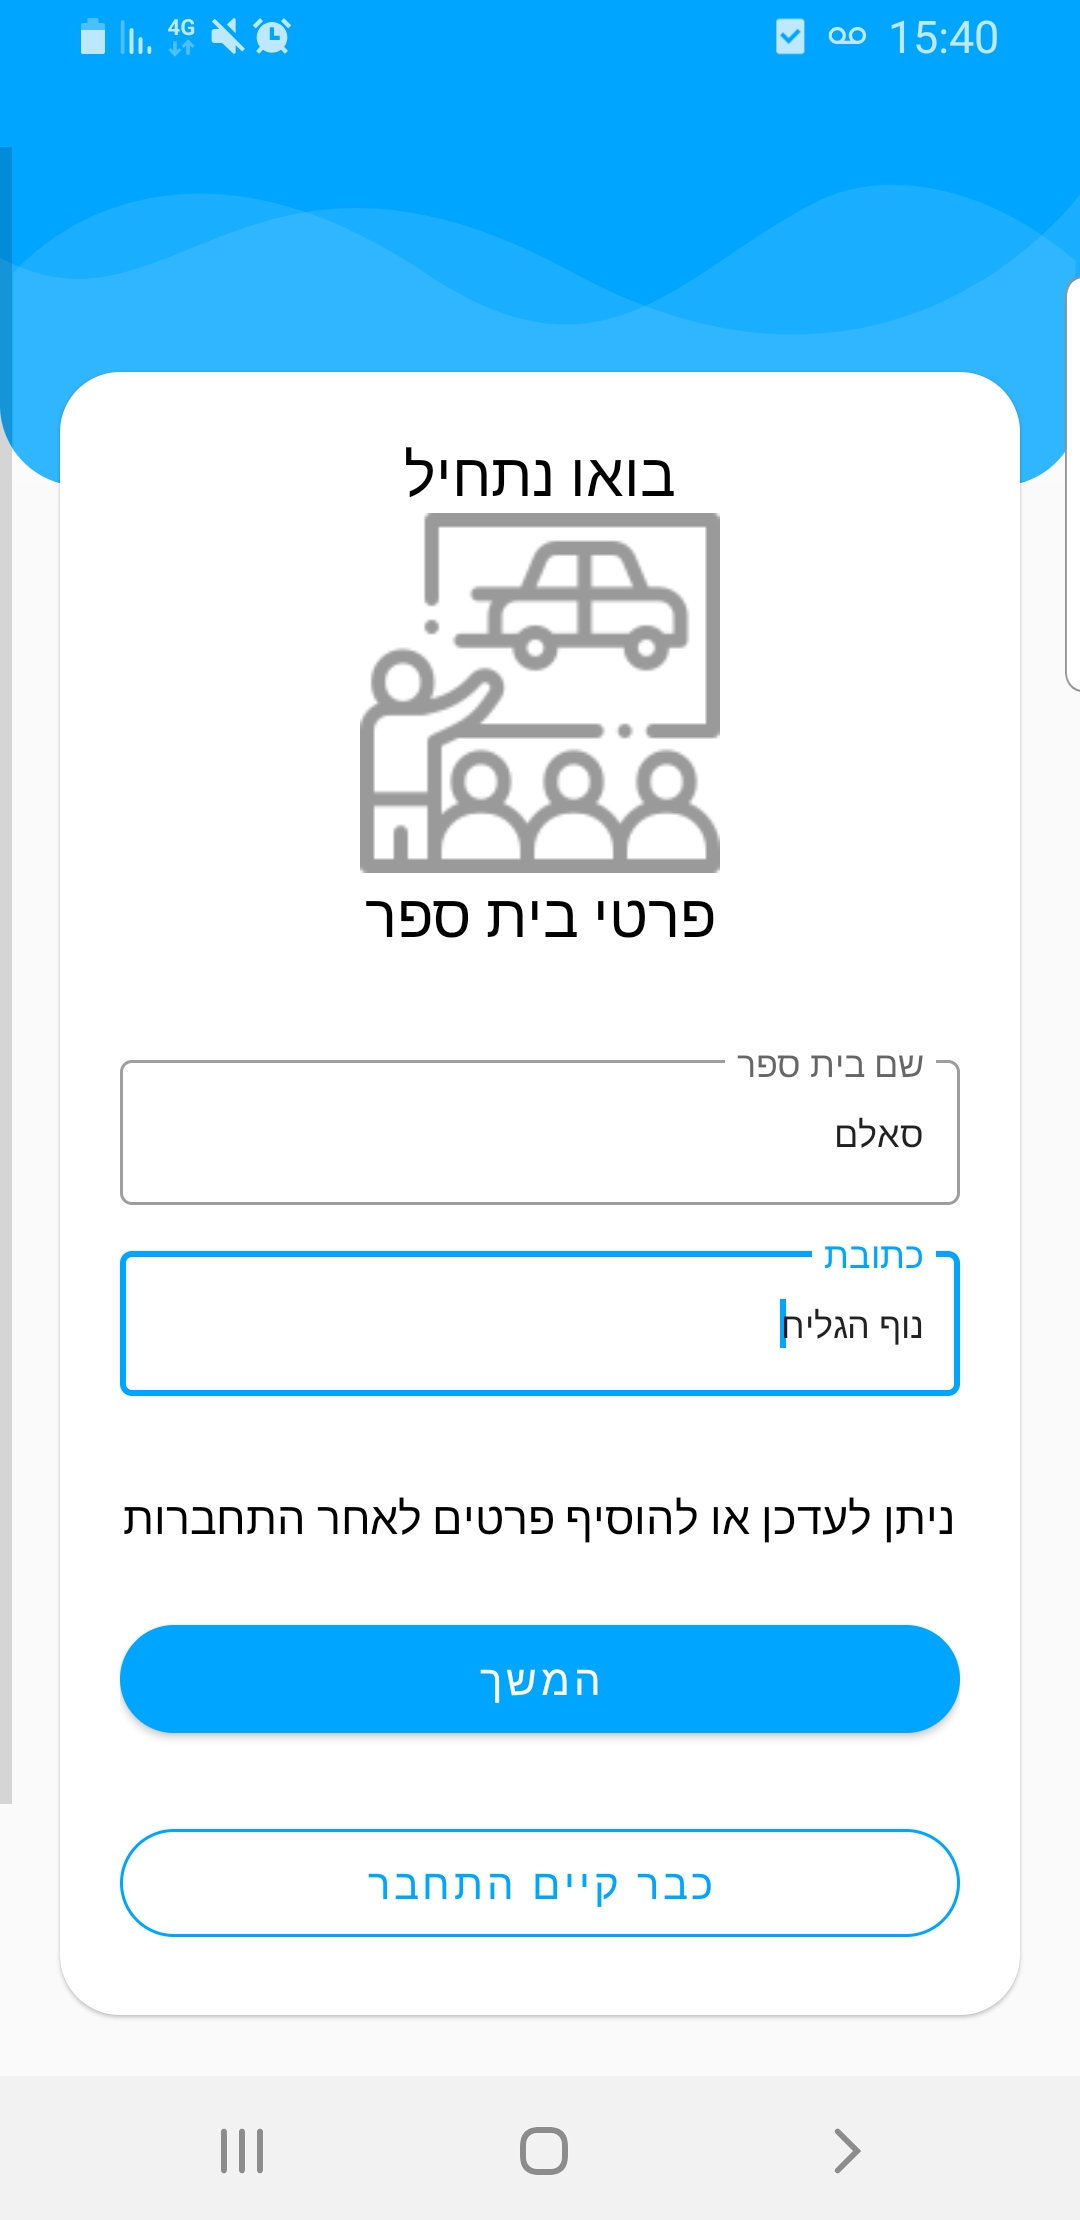 4G
15:40
בואו נתחיל
פרטי בית ספר
שם בית ספר
סאלם
כתובת
נוף הגליח
ניתן לעדכן או להוסיף פרטים לאחר התחברות
המשך
כבר קיים התחבר